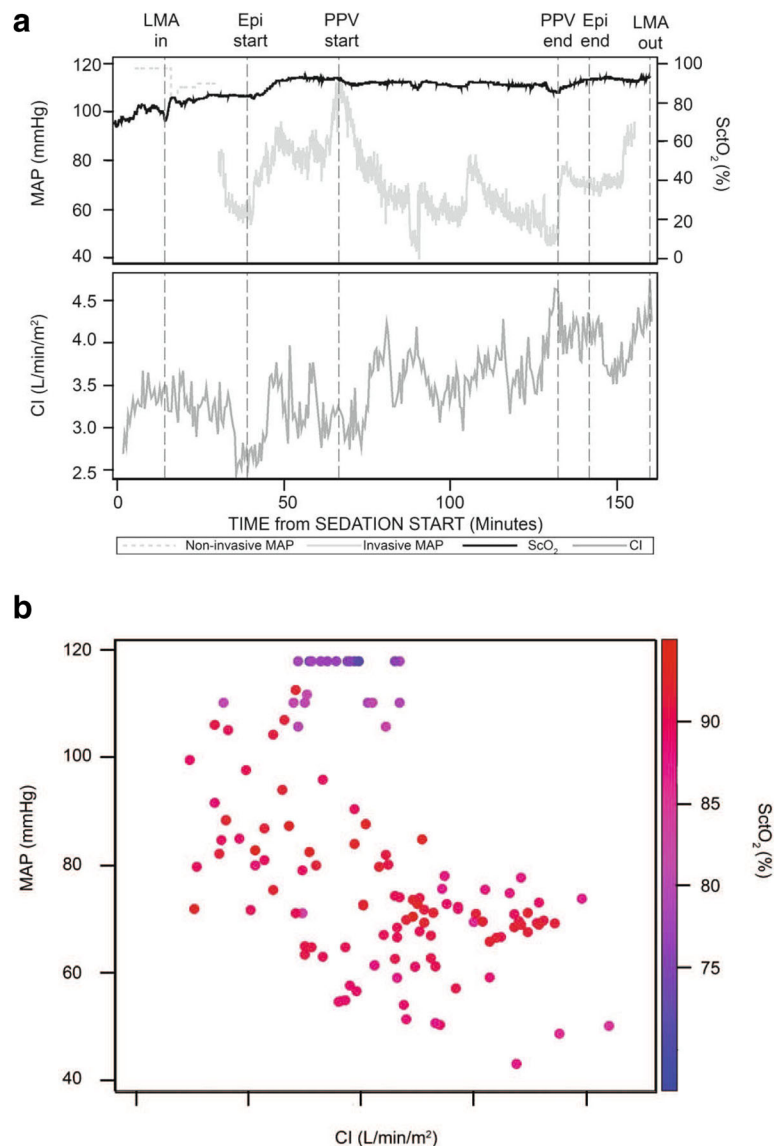 a
LMA in
Epi start
PPV start
PPV end
Epi end
LMA out
MAP (mmHg)
120
100
80
60
40
100
80
60
40
20
0
SctO₂(%)
CI (L/min/m²)
4.5
4.0
3.5
3.0
2.5
0 50 100 150
TIME from SEDATION START (Minutes)
Non-invasive MAP Invasive MAP ScO₂ CI
b
MAP (mmHg)
120
100
80
60
40
90
85
80
75
SctO₂(%)
CI (L/min/m²)